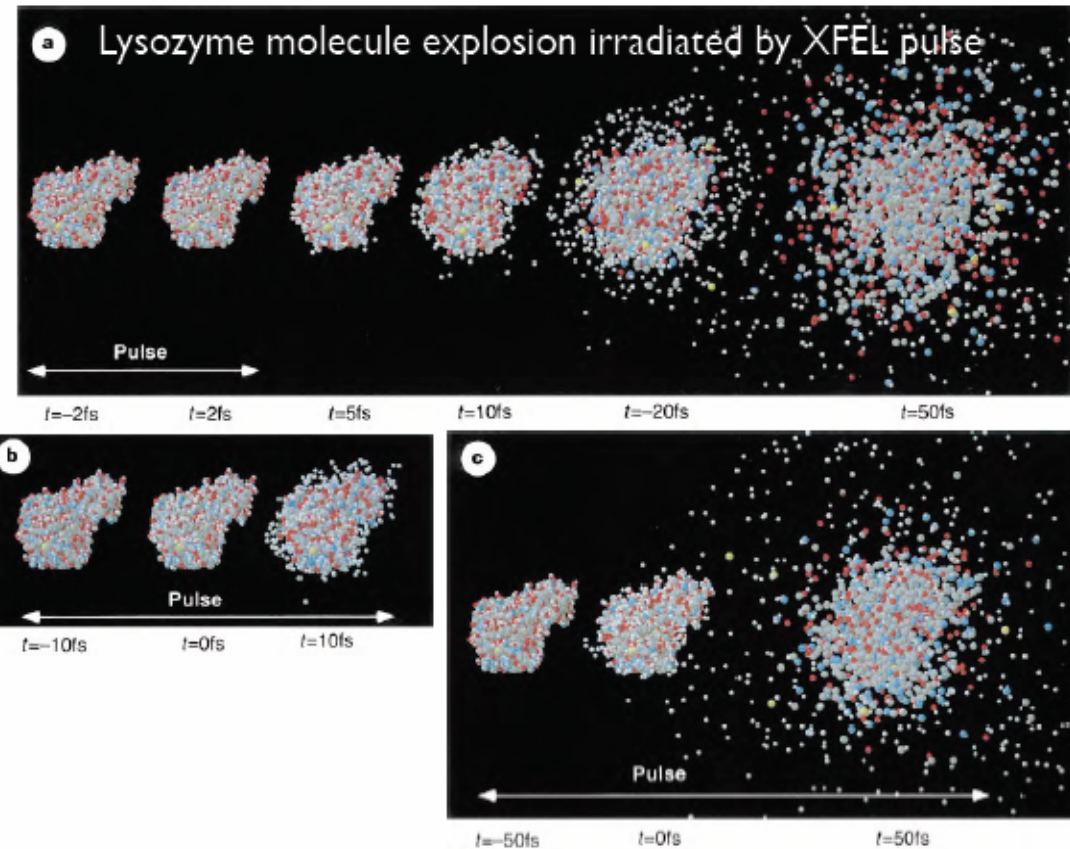 a Lysozyme molecule explosion irradiated by XFEL pulse
Pulse
t=-2fs t=2fs t=5fs t=10fs t=-20fs t=50fs
b
Pulse
t=-10fs t=0fs t=10fs
c
Pulse
t=-50fs t=0fs t=50fs